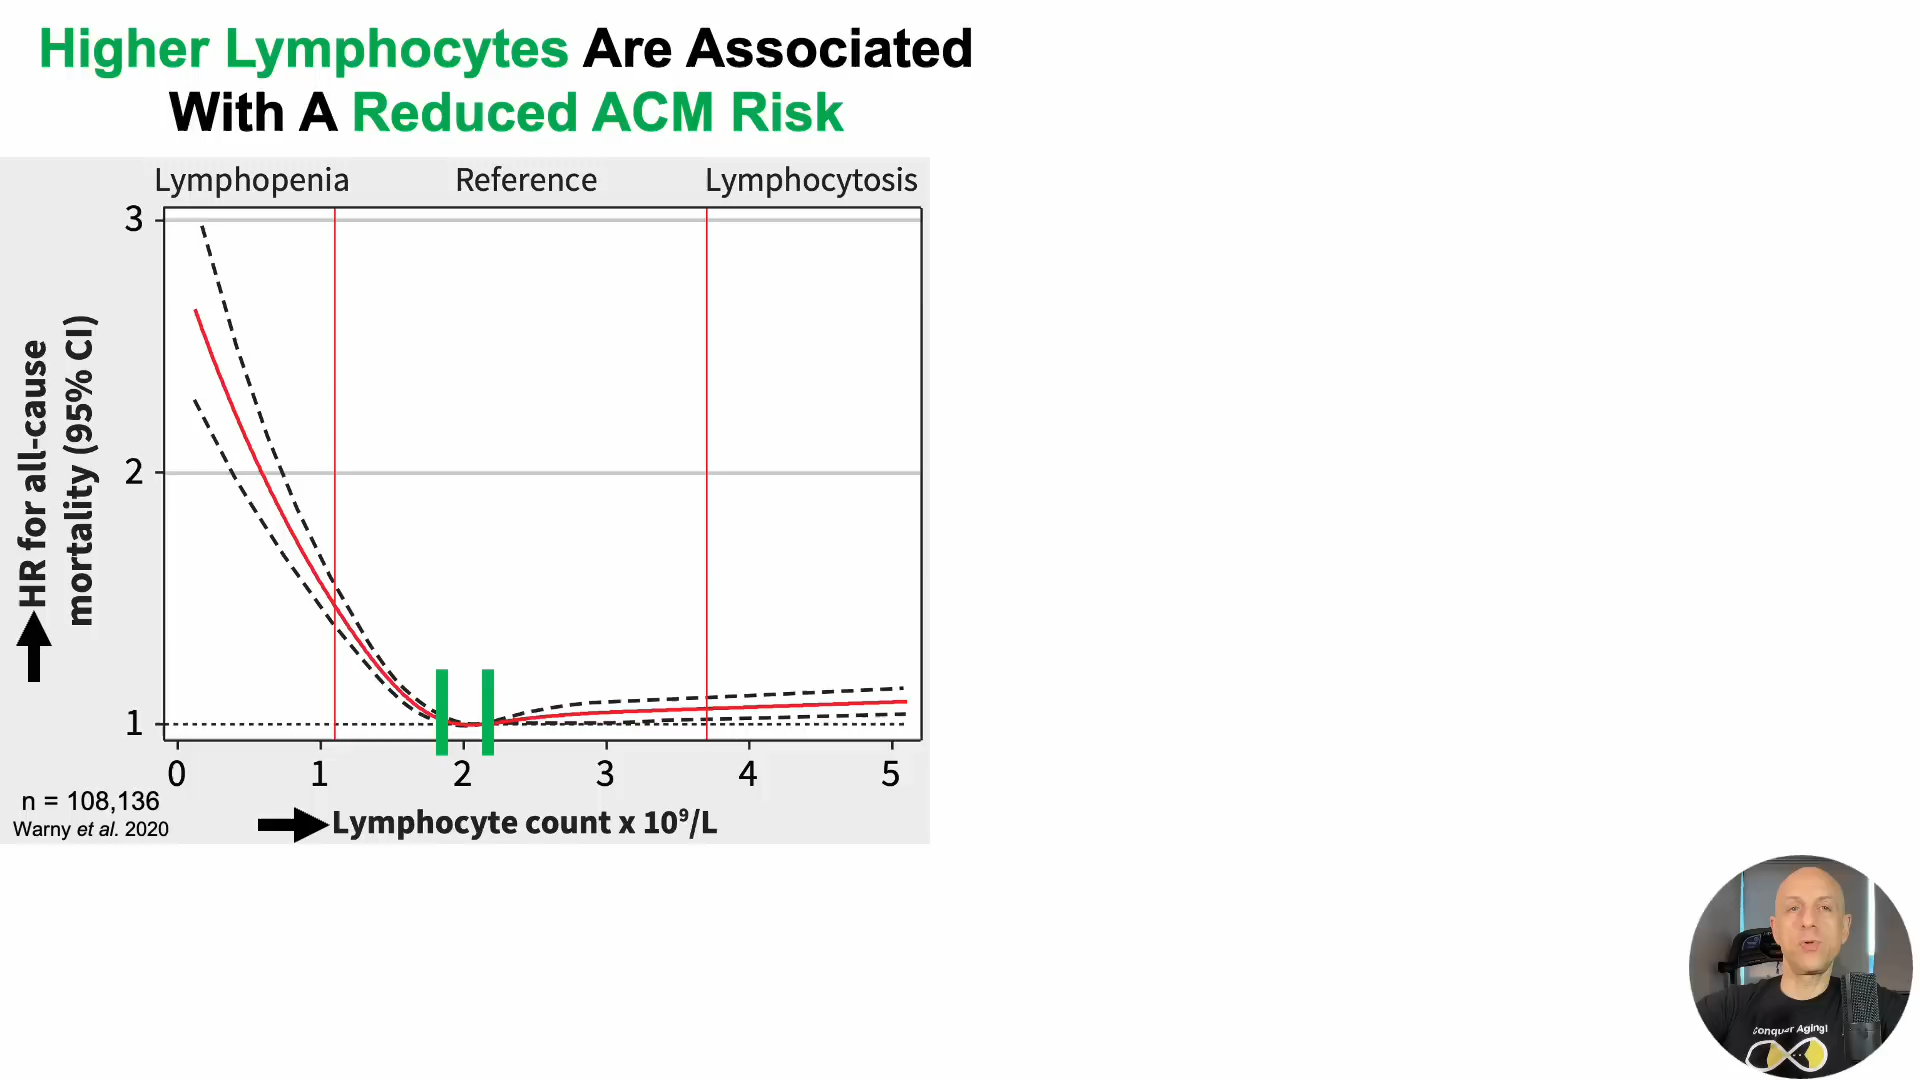 Higher Lymphocytes Are Associated
With A Reduced ACM Risk
Lymphopenia Reference Lymphocytosis
3
2
1
HR for all-cause
mortality (95% CI)
0 1 2 3 4 5
n = 108,136
Warny et al. 2020
Lymphocyte count x 10⁹/L
Conquer Aging!